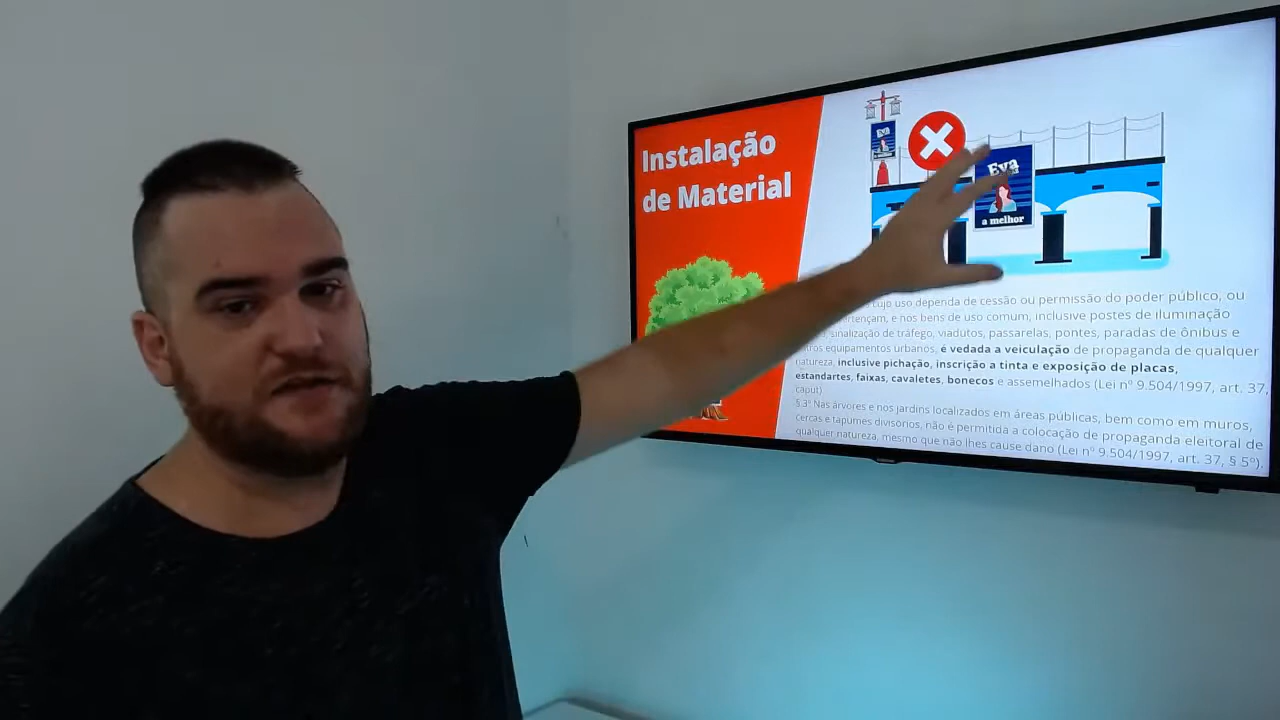 Instalação
de Material
Eva
a melhor
cujo uso dependa de cessão ou permissão do poder público, ou
pertençam, e nos bens de uso comum, inclusive postes de iluminação
sinalização de tráfego, viadutos, passarelas, pontes, paradas de ônibus e
outros equipamentos urbanos, é vedada a veiculação de propaganda de qualquer
natureza, inclusive pichação, inscrição a tinta e exposição de placas,
estandartes, faixas, cavaletes, bonecos e assemelhados (Lei nº 9.504/1997, art. 37,
caput)
§ 3º Nas árvores e nos jardins localizados em áreas públicas, bem como em muros,
cercas e tapumes divisórios, não é permitida a colocação de propaganda eleitoral de
qualquer natureza, mesmo que não lhes cause dano (Lei nº 9.504/1997, art. 37, § 5º).